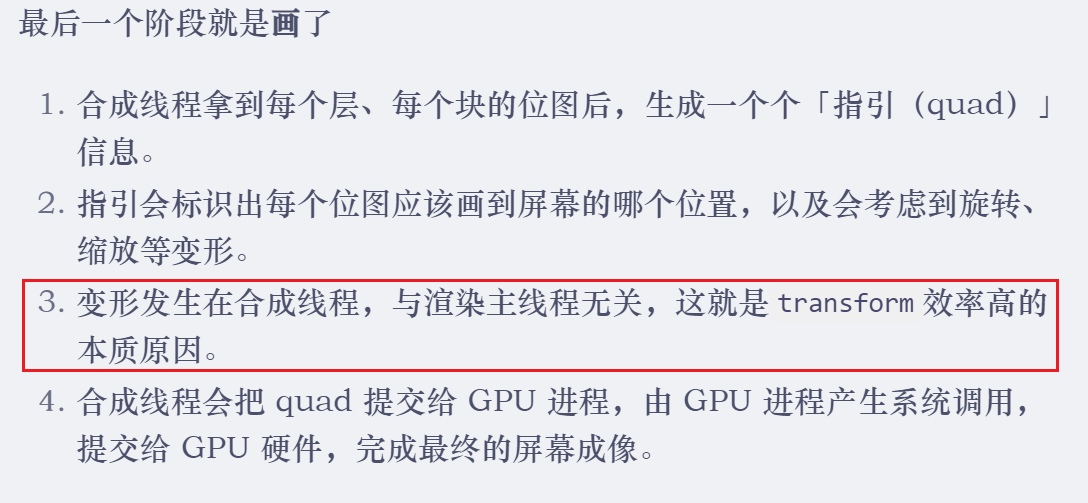 最后一个阶段就是画了
1. 合成线程拿到每个层、每个块的位图后，生成一个个「指引（quad）」
信息。
2. 指引会标识出每个位图应该画到屏幕的哪个位置，以及会考虑到旋转、
缩放等变形。
3. 变形发生在合成线程，与渲染主线程无关，这就是 transform 效率高的
本质原因。
4. 合成线程会把 quad 提交给 GPU 进程，由 GPU 进程产生系统调用，
提交给 GPU 硬件，完成最终的屏幕成像。